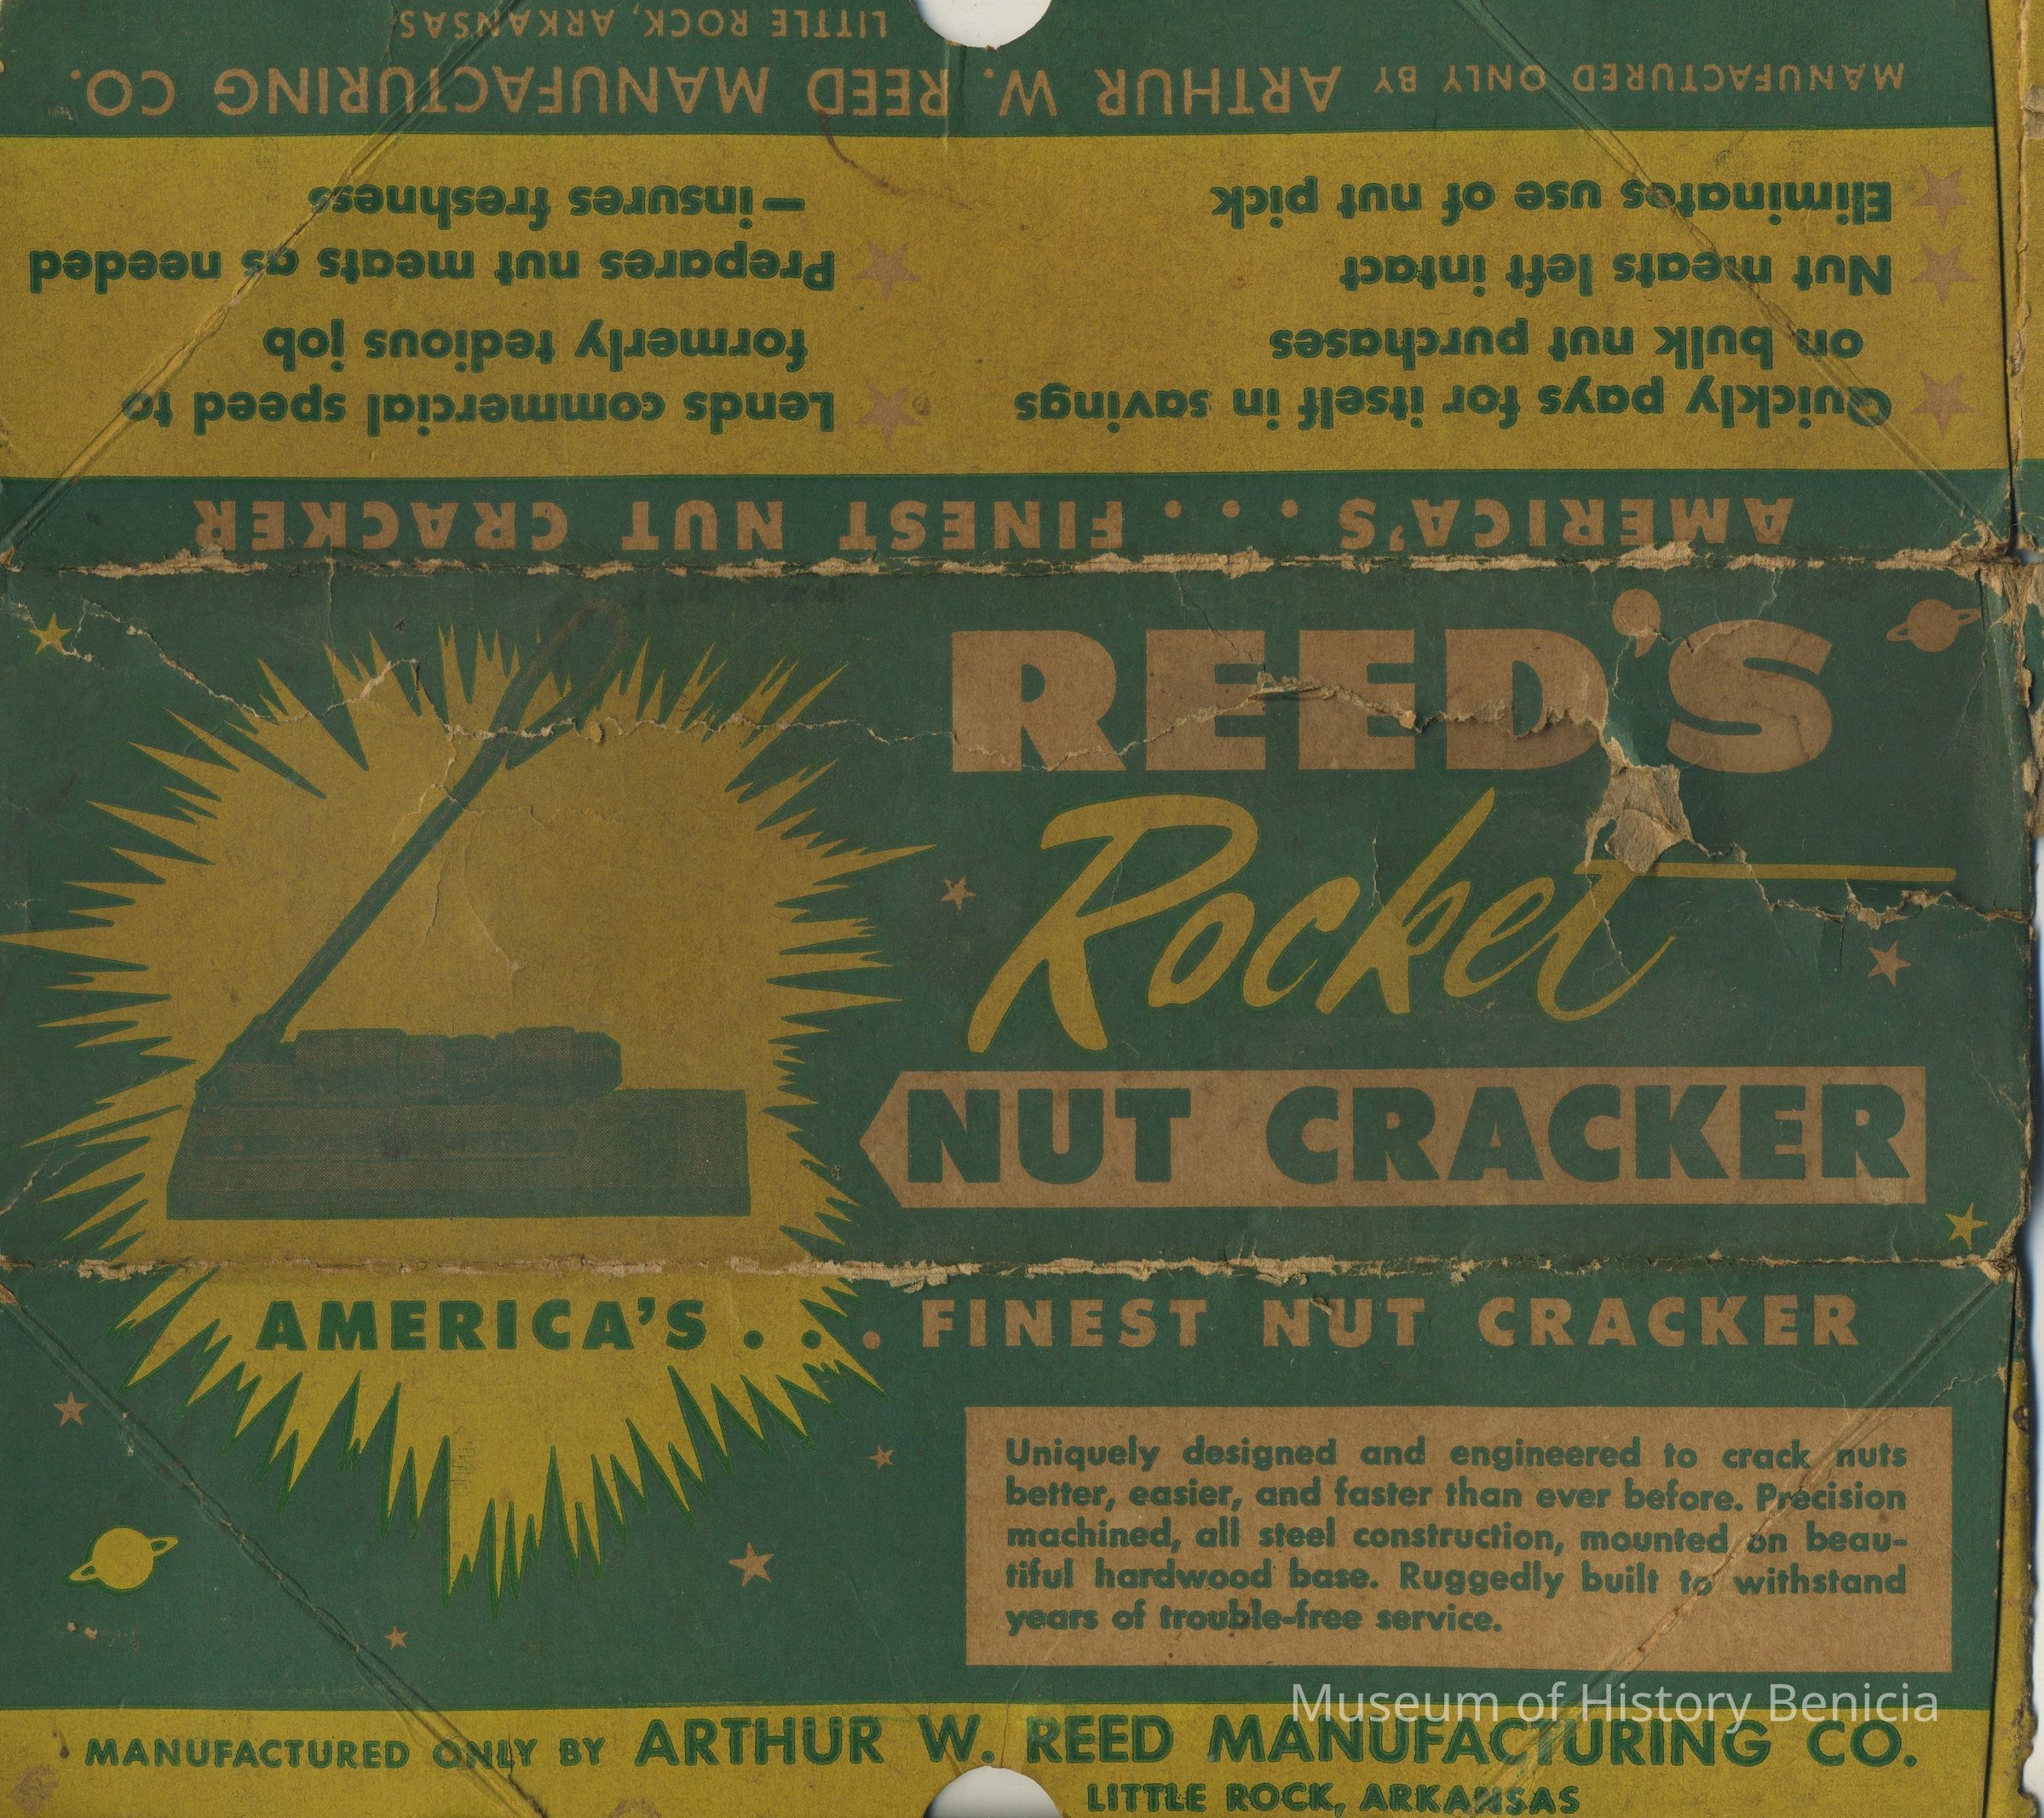 LITTLE ROCK, ARKANSAS
MANUFACTURED ONLY BY ARTHUR W. REED MANUFACTURING CO.
Quickly pays for itself in savings
on bulk nut purchases
Nut meats left intact
Eliminates use of nut pick
Lends commercial speed to
formerly tedious job
Prepares nut meats as needed
—insures freshness
AMERICA'S . . . . FINEST NUT CRACKER
REED'S
Rocket
NUT CRACKER
AMERICA'S . . . FINEST NUT CRACKER
Uniquely designed and engineered to crack nuts
better, easier, and faster than ever before. Precision
machined, all steel construction, mounted on beau-
tiful hardwood base. Ruggedly built to withstand
years of trouble-free service.
Museum of History Benicia
MANUFACTURED ONLY BY ARTHUR W. REED MANUFACTURING CO.
LITTLE ROCK, ARKANSAS